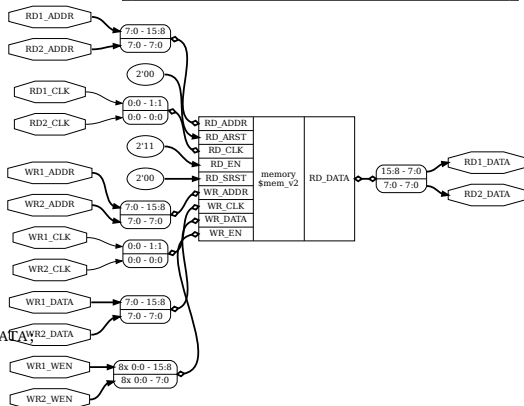 RD1_ADDR
RD2_ADDR
7:0 - 15:8
7:0 - 7:0
2'00
RD1_CLK
RD2_CLK
0:0 - 1:1
0:0 - 0:0
2'11
2'00
WR1_ADDR
WR2_ADDR
7:0 - 15:8
7:0 - 7:0
WR1_CLK
WR2_CLK
0:0 - 1:1
0:0 - 0:0
WR1_DATA
WR2_DATA
7:0 - 15:8
7:0 - 7:0
ATA,
WR1_WEN
WR2_WEN
8x 0:0 - 15:8
8x 0:0 - 7:0
RD_ADDR
RD_ARST
RD_CLK
RD_EN
RD_SRST
WR_ADDR
WR_CLK
WR_DATA
WR_EN
memory
$mem_v2
RD_DATA
15:8 - 7:0
7:0 - 7:0
RD1_DATA
RD2_DATA